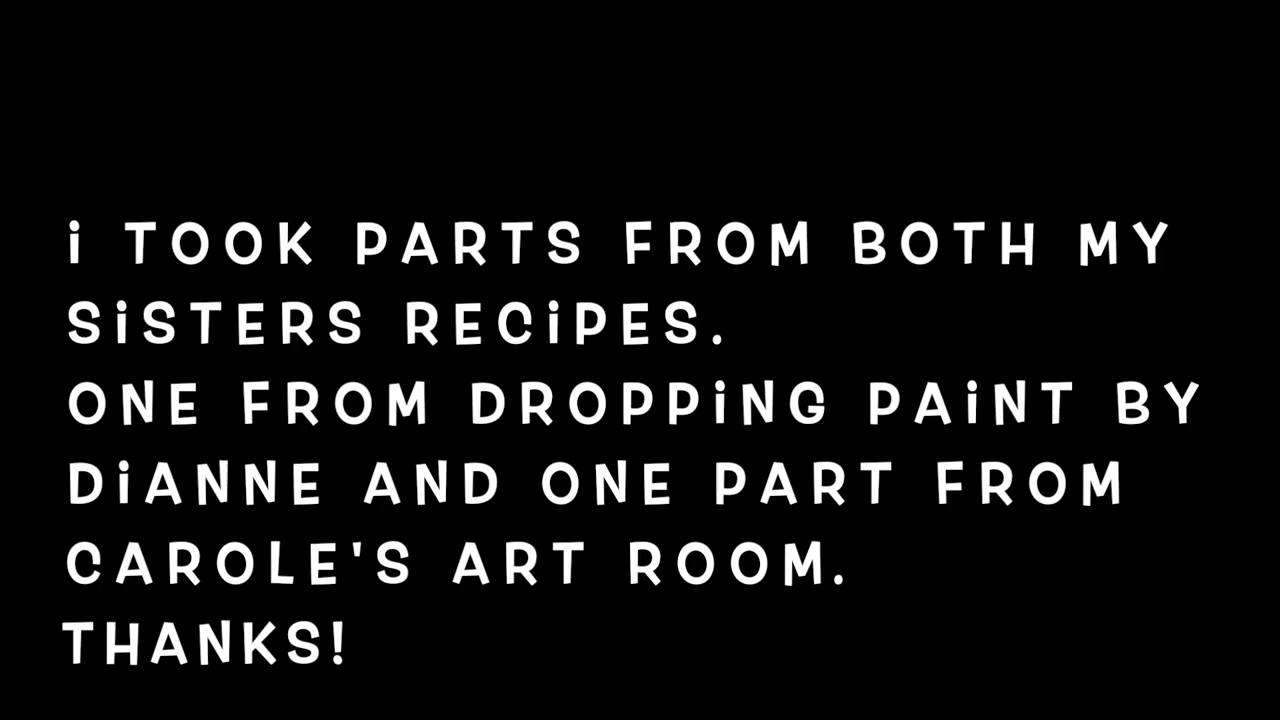 i TOOK PARTS FROM BOTH MY
SiSTERS RECiPES.
ONE FROM DROPPiNG PAiNT BY
DiANNE AND ONE PART FROM
CAROLE'S ART ROOM.
THANKS!